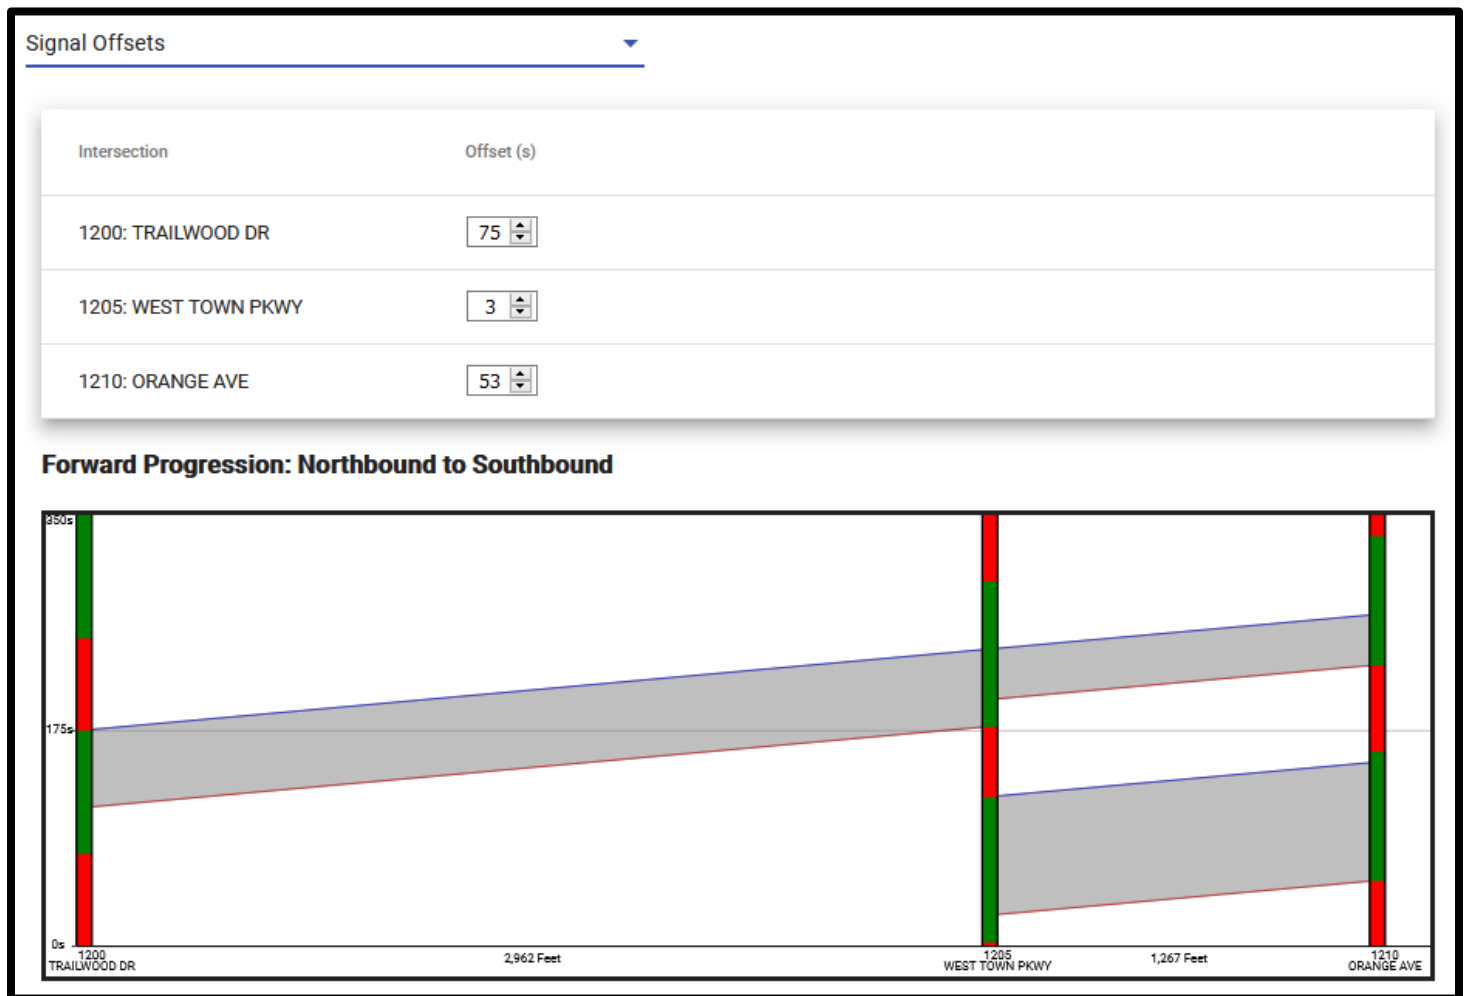 Signal Offsets
Intersection Offset (s)
1200: TRAILWOOD DR 75
1205: WEST TOWN PKWY 3
1210: ORANGE AVE 53
Forward Progression: Northbound to Southbound
350s
175s
0s
1200
TRAILWOOD DR
2,962 Feet
1205
WEST TOWN PKWY
1,267 Feet
1210
ORANGE AVE